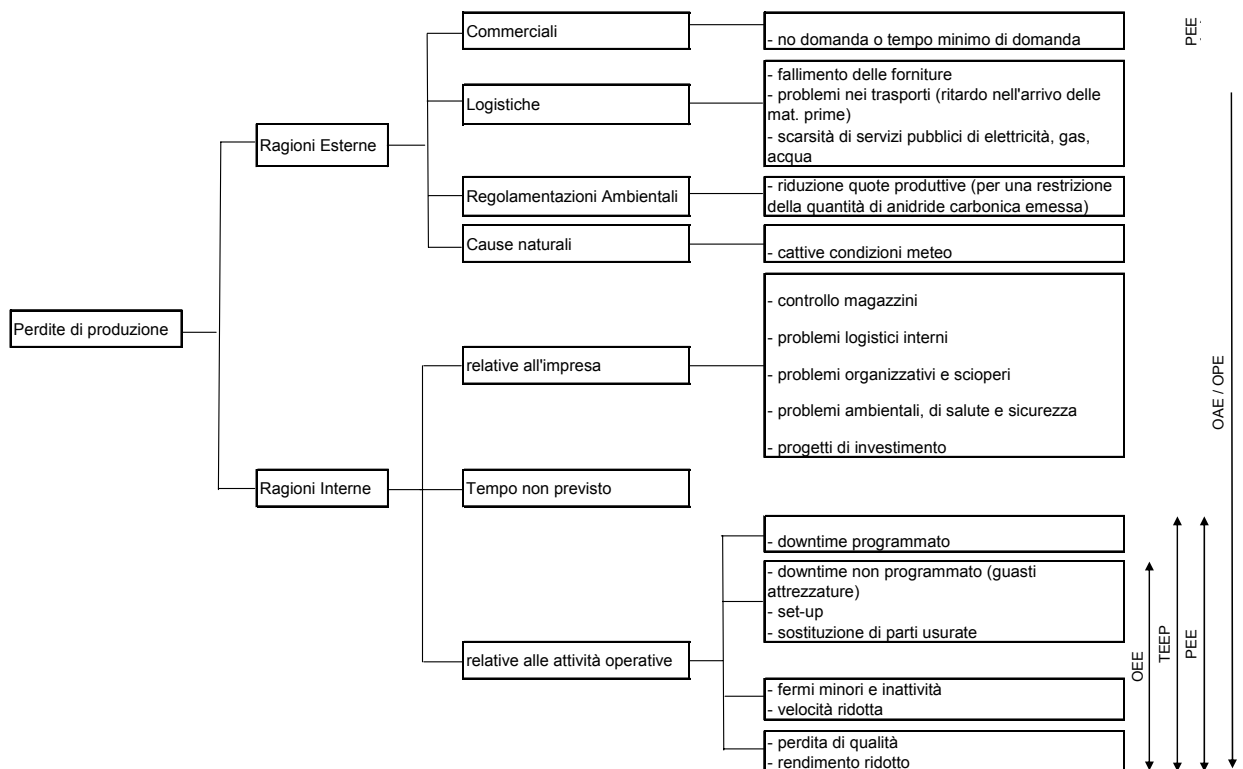 Commerciali
- no domanda o tempo minimo di domanda
PEE
Logistiche
- fallimento delle forniture
- problemi nei trasporti (ritardo nell'arrivo delle
mat. prime)
- scarsità di servizi pubblici di elettricità, gas,
acqua
Ragioni Esterne
Regolamentazioni Ambientali
- riduzione quote produttive (per una restrizione
della quantità di anidride carbonica emessa)
Cause naturali
- cattive condizioni meteo
Perdite di produzione
relative all'impresa
- controllo magazzini
- problemi logistici interni
- problemi organizzativi e scioperi
- problemi ambientali, di salute e sicurezza
- progetti di investimento
OAE / OPE
Ragioni Interne
Tempo non previsto
- downtime programmato
- downtime non programmato (guasti
attrezzature)
- set-up
- sostituzione di parti usurate
relative alle attività operative
- fermi minori e inattività
- velocità ridotta
- perdita di qualità
- rendimento ridotto
OEE
TEEP
PEE